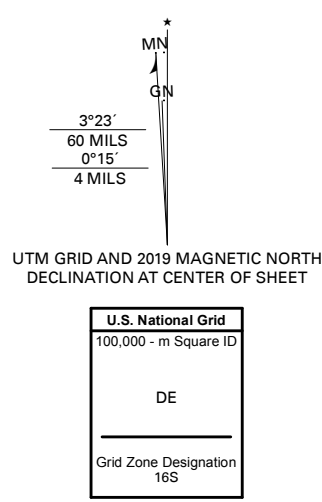 ★
MN
GN
3°23´
60 MILS
0°15´
4 MILS
UTM GRID AND 2019 MAGNETIC NORTH
DECLINATION AT CENTER OF SHEET
U.S. National Grid
100,000 - m Square ID
DE
Grid Zone Designation
16S